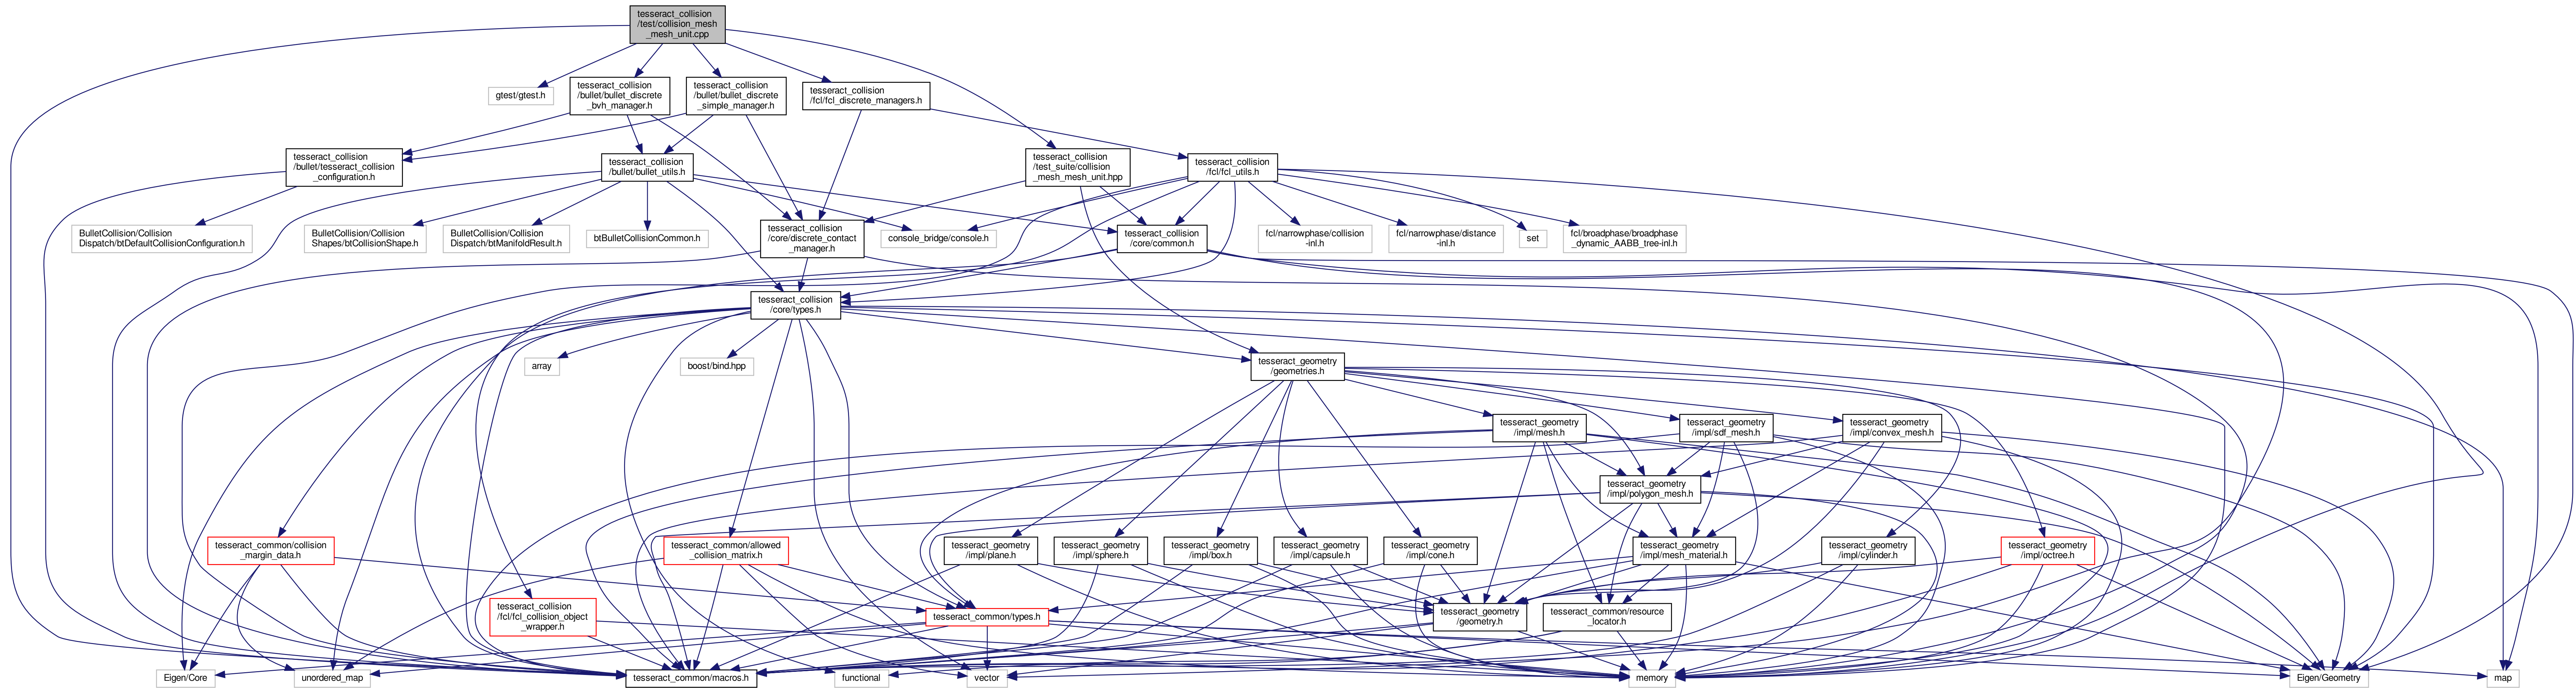 tesseract_collision
/test/collision_mesh
_mesh_unit.cpp
gtest/gtest.h
tesseract_collision
/bullet/bullet_discrete
_bvh_manager.h
tesseract_collision
/bullet/bullet_discrete
_simple_manager.h
tesseract_collision
/fcl/fcl_discrete_managers.h
tesseract_collision
/bullet/tesseract_collision
_configuration.h
tesseract_collision
/bullet/bullet_utils.h
tesseract_collision
/test_suite/collision
_mesh_mesh_unit.hpp
tesseract_collision
/fcl/fcl_utils.h
BulletCollision/Collision
Dispatch/btDefaultCollisionConfiguration.h
BulletCollision/Collision
Shapes/btCollisionShape.h
BulletCollision/Collision
Dispatch/btManifoldResult.h
btBulletCollisionCommon.h
tesseract_collision
/core/discrete_contact
_manager.h
console_bridge/console.h
tesseract_collision
/core/common.h
fcl/narrowphase/collision
-inl.h
fcl/narrowphase/distance
-inl.h
set
fcl/broadphase/broadphase
_dynamic_AABB_tree-inl.h
tesseract_collision
/core/types.h
array
boost/bind.hpp
tesseract_geometry
/geometries.h
tesseract_geometry
/impl/mesh.h
tesseract_geometry
/impl/sdf_mesh.h
tesseract_geometry
/impl/convex_mesh.h
tesseract_geometry
/impl/polygon_mesh.h
tesseract_common/collision
_margin_data.h
tesseract_common/allowed
_collision_matrix.h
tesseract_geometry
/impl/plane.h
tesseract_geometry
/impl/sphere.h
tesseract_geometry
/impl/box.h
tesseract_geometry
/impl/capsule.h
tesseract_geometry
/impl/cone.h
tesseract_geometry
/impl/mesh_material.h
tesseract_geometry
/impl/cylinder.h
tesseract_geometry
/impl/octree.h
tesseract_collision
/fcl/fcl_collision_object
_wrapper.h
tesseract_common/types.h
tesseract_geometry
/geometry.h
tesseract_common/resource
_locator.h
Eigen/Core
unordered_map
tesseract_common/macros.h
functional
vector
memory
Eigen/Geometry
map